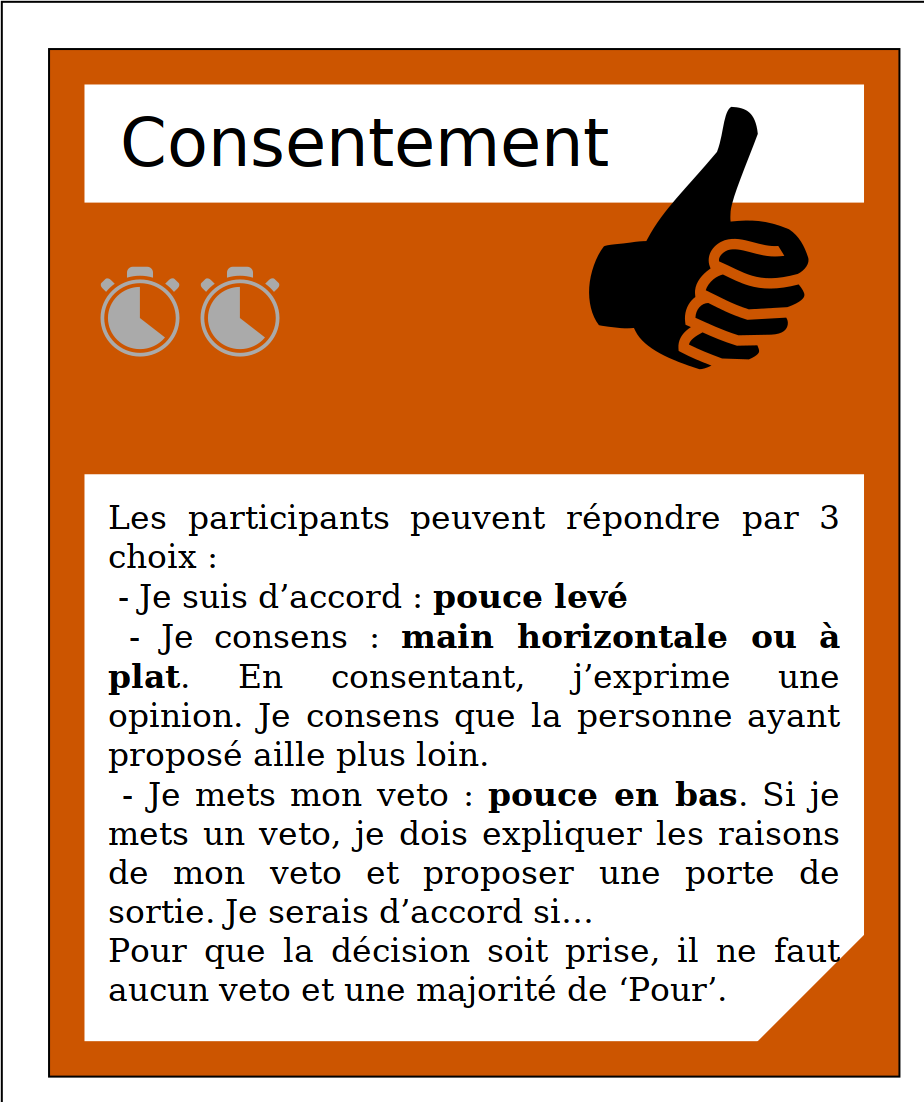 Consentement
Les participants peuvent répondre par 3
choix :
- Je suis d’accord : pouce levé
- Je consens : main horizontale ou à
plat. En consentant, j’exprime une
opinion. Je consens que la personne ayant
proposé aille plus loin.
- Je mets mon veto : pouce en bas. Si je
mets un veto, je dois expliquer les raisons
de mon veto et proposer une porte de
sortie. Je serais d’accord si…
Pour que la décision soit prise, il ne faut
aucun veto et une majorité de ‘Pour’.